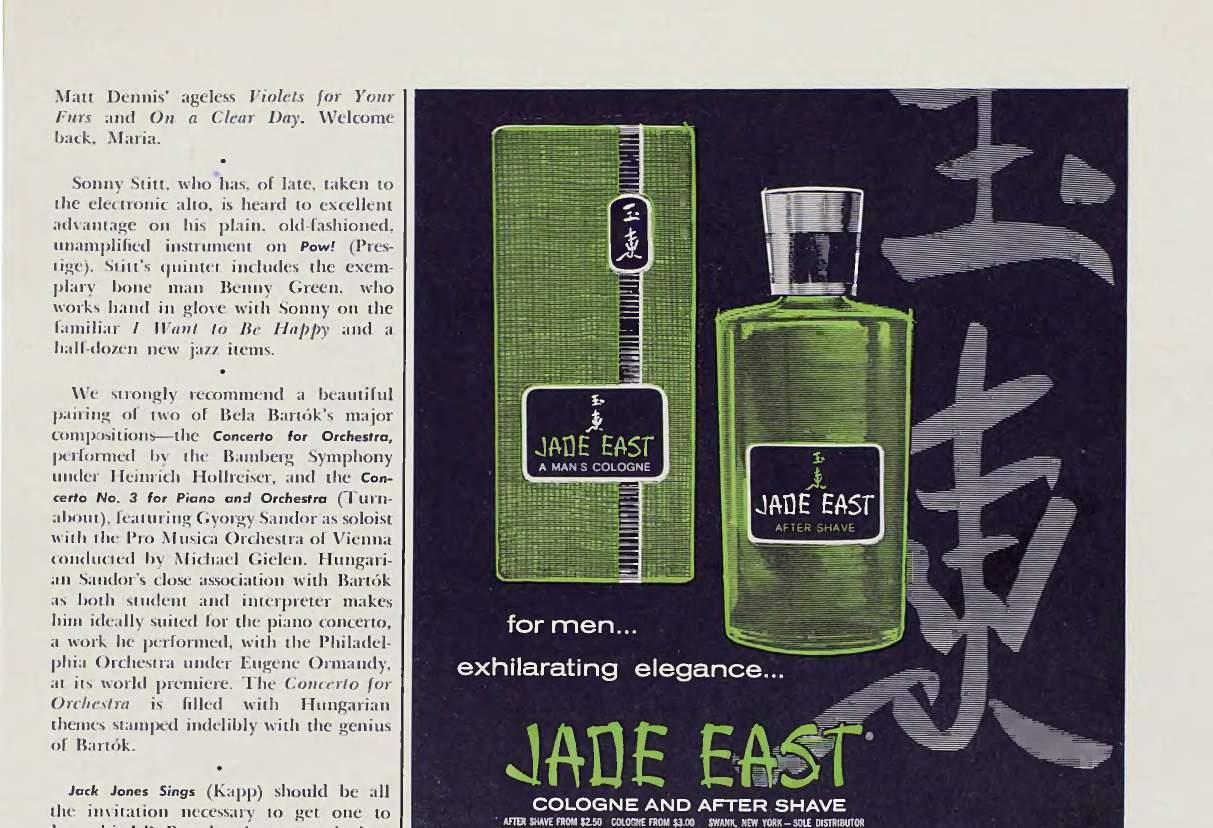 Matt Dennis' ageless Violets for Your
Furs and On a Clear Day. Welcome
back, Maria.
•
Sonny Stitt, who has, of late, taken to
the electronic alto, is heard to excellent
advantage on his plain, old-fashioned,
unamplified instrument on Pow! (Pres-
tige). Stitt's quintet includes the exem-
plary bone man Benny Green, who
works hand in glove with Sonny on the
familiar I Want to Be Happy and a
half-dozen new jazz items.
•
We strongly recommend a beautiful
pairing of two of Bela Bartók's major
compositions—the Concerto for Orchestra,
performed by the Bamberg Symphony
under Heinrich Hollreiser, and the Con-
certo No. 3 for Piano and Orchestra (Turn-
about), featuring Gyorgy Sandor as soloist
with the Pro Musica Orchestra of Vienna
conducted by Michael Gielen. Hungari-
an Sandor's close association with Bartók
as both student and interpreter makes
him ideally suited for the piano concerto,
a work he performed, with the Philadel-
phia Orchestra under Eugene Ormandy,
at its world premiere. The Concerto for
Orchestra is filled with Hungarian
themes stamped indelibly with the genius
of Bartók.
•
Jack Jones Sings (Kapp) should be all
the invitation necessary to get one to
玉
東
玉
東
JADE EAST
A MAN'S COLOGNE
玉
東
JADE EAST
AFTER SHAVE
玉
東
for men...
exhilarating elegance...
JADE EAST®
COLOGNE AND AFTER SHAVE
AFTER SHAVE FROM $2.50 COLOGNE FROM $3.00 SWANK, NEW YORK – SOLE DISTRIBUTOR